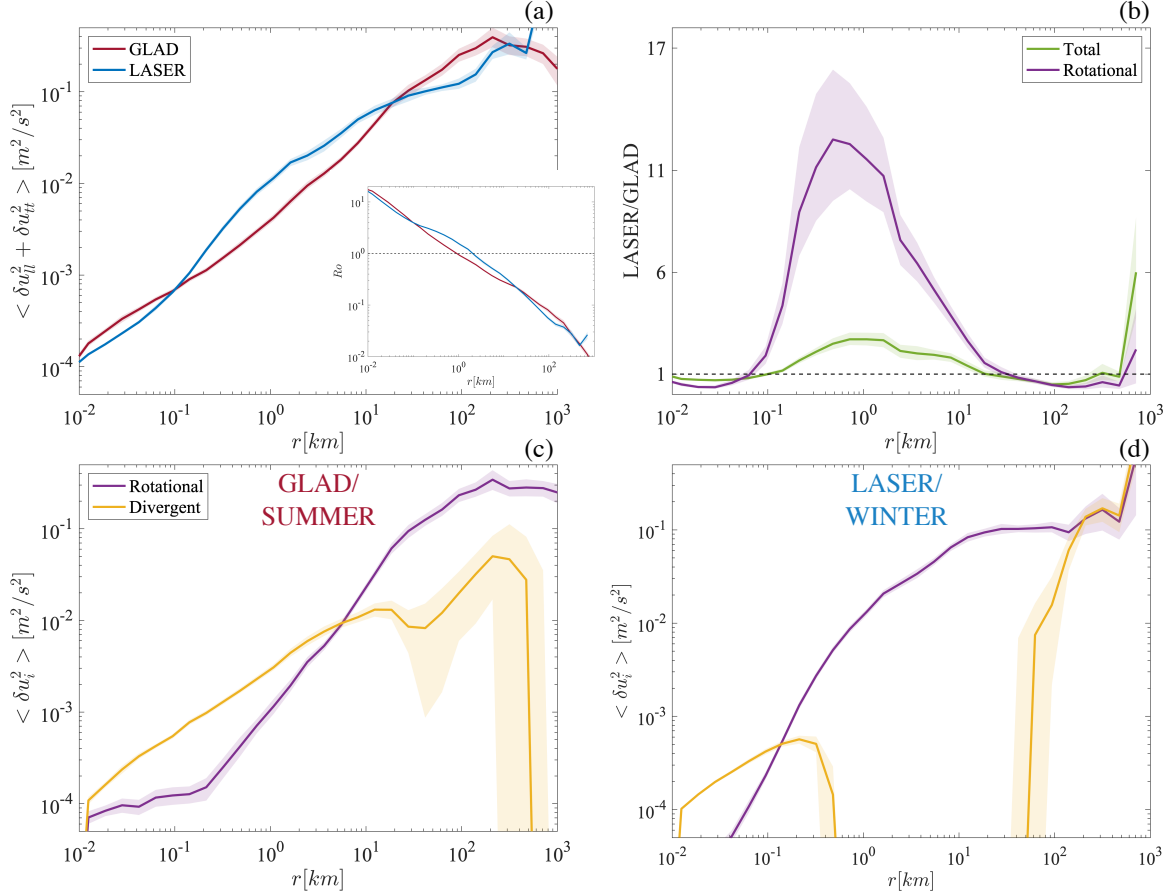 (a)
GLAD
LASER
< δu²ₗₗ + δu²ₜₜ > [m²/s²]
10⁻¹
10⁻²
10⁻³
10⁻⁴
10⁻² 10⁻¹ 10⁰ 10¹ 10² 10³
r[km]
Ro
10¹
10⁰
10⁻¹
10⁻²
10⁻² 10⁰ 10²
r[km]
(b)
Total
Rotational
LASER/GLAD
17
11
6
1
10⁻² 10⁻¹ 10⁰ 10¹ 10² 10³
r[km]
(c)
Rotational
Divergent
GLAD/
SUMMER
< δuᵢ² > [m²/s²]
10⁻¹
10⁻²
10⁻³
10⁻⁴
10⁻² 10⁻¹ 10⁰ 10¹ 10² 10³
r[km]
(d)
LASER/
WINTER
< δuᵢ² > [m²/s²]
10⁻¹
10⁻²
10⁻³
10⁻⁴
10⁻² 10⁻¹ 10⁰ 10¹ 10² 10³
r[km]